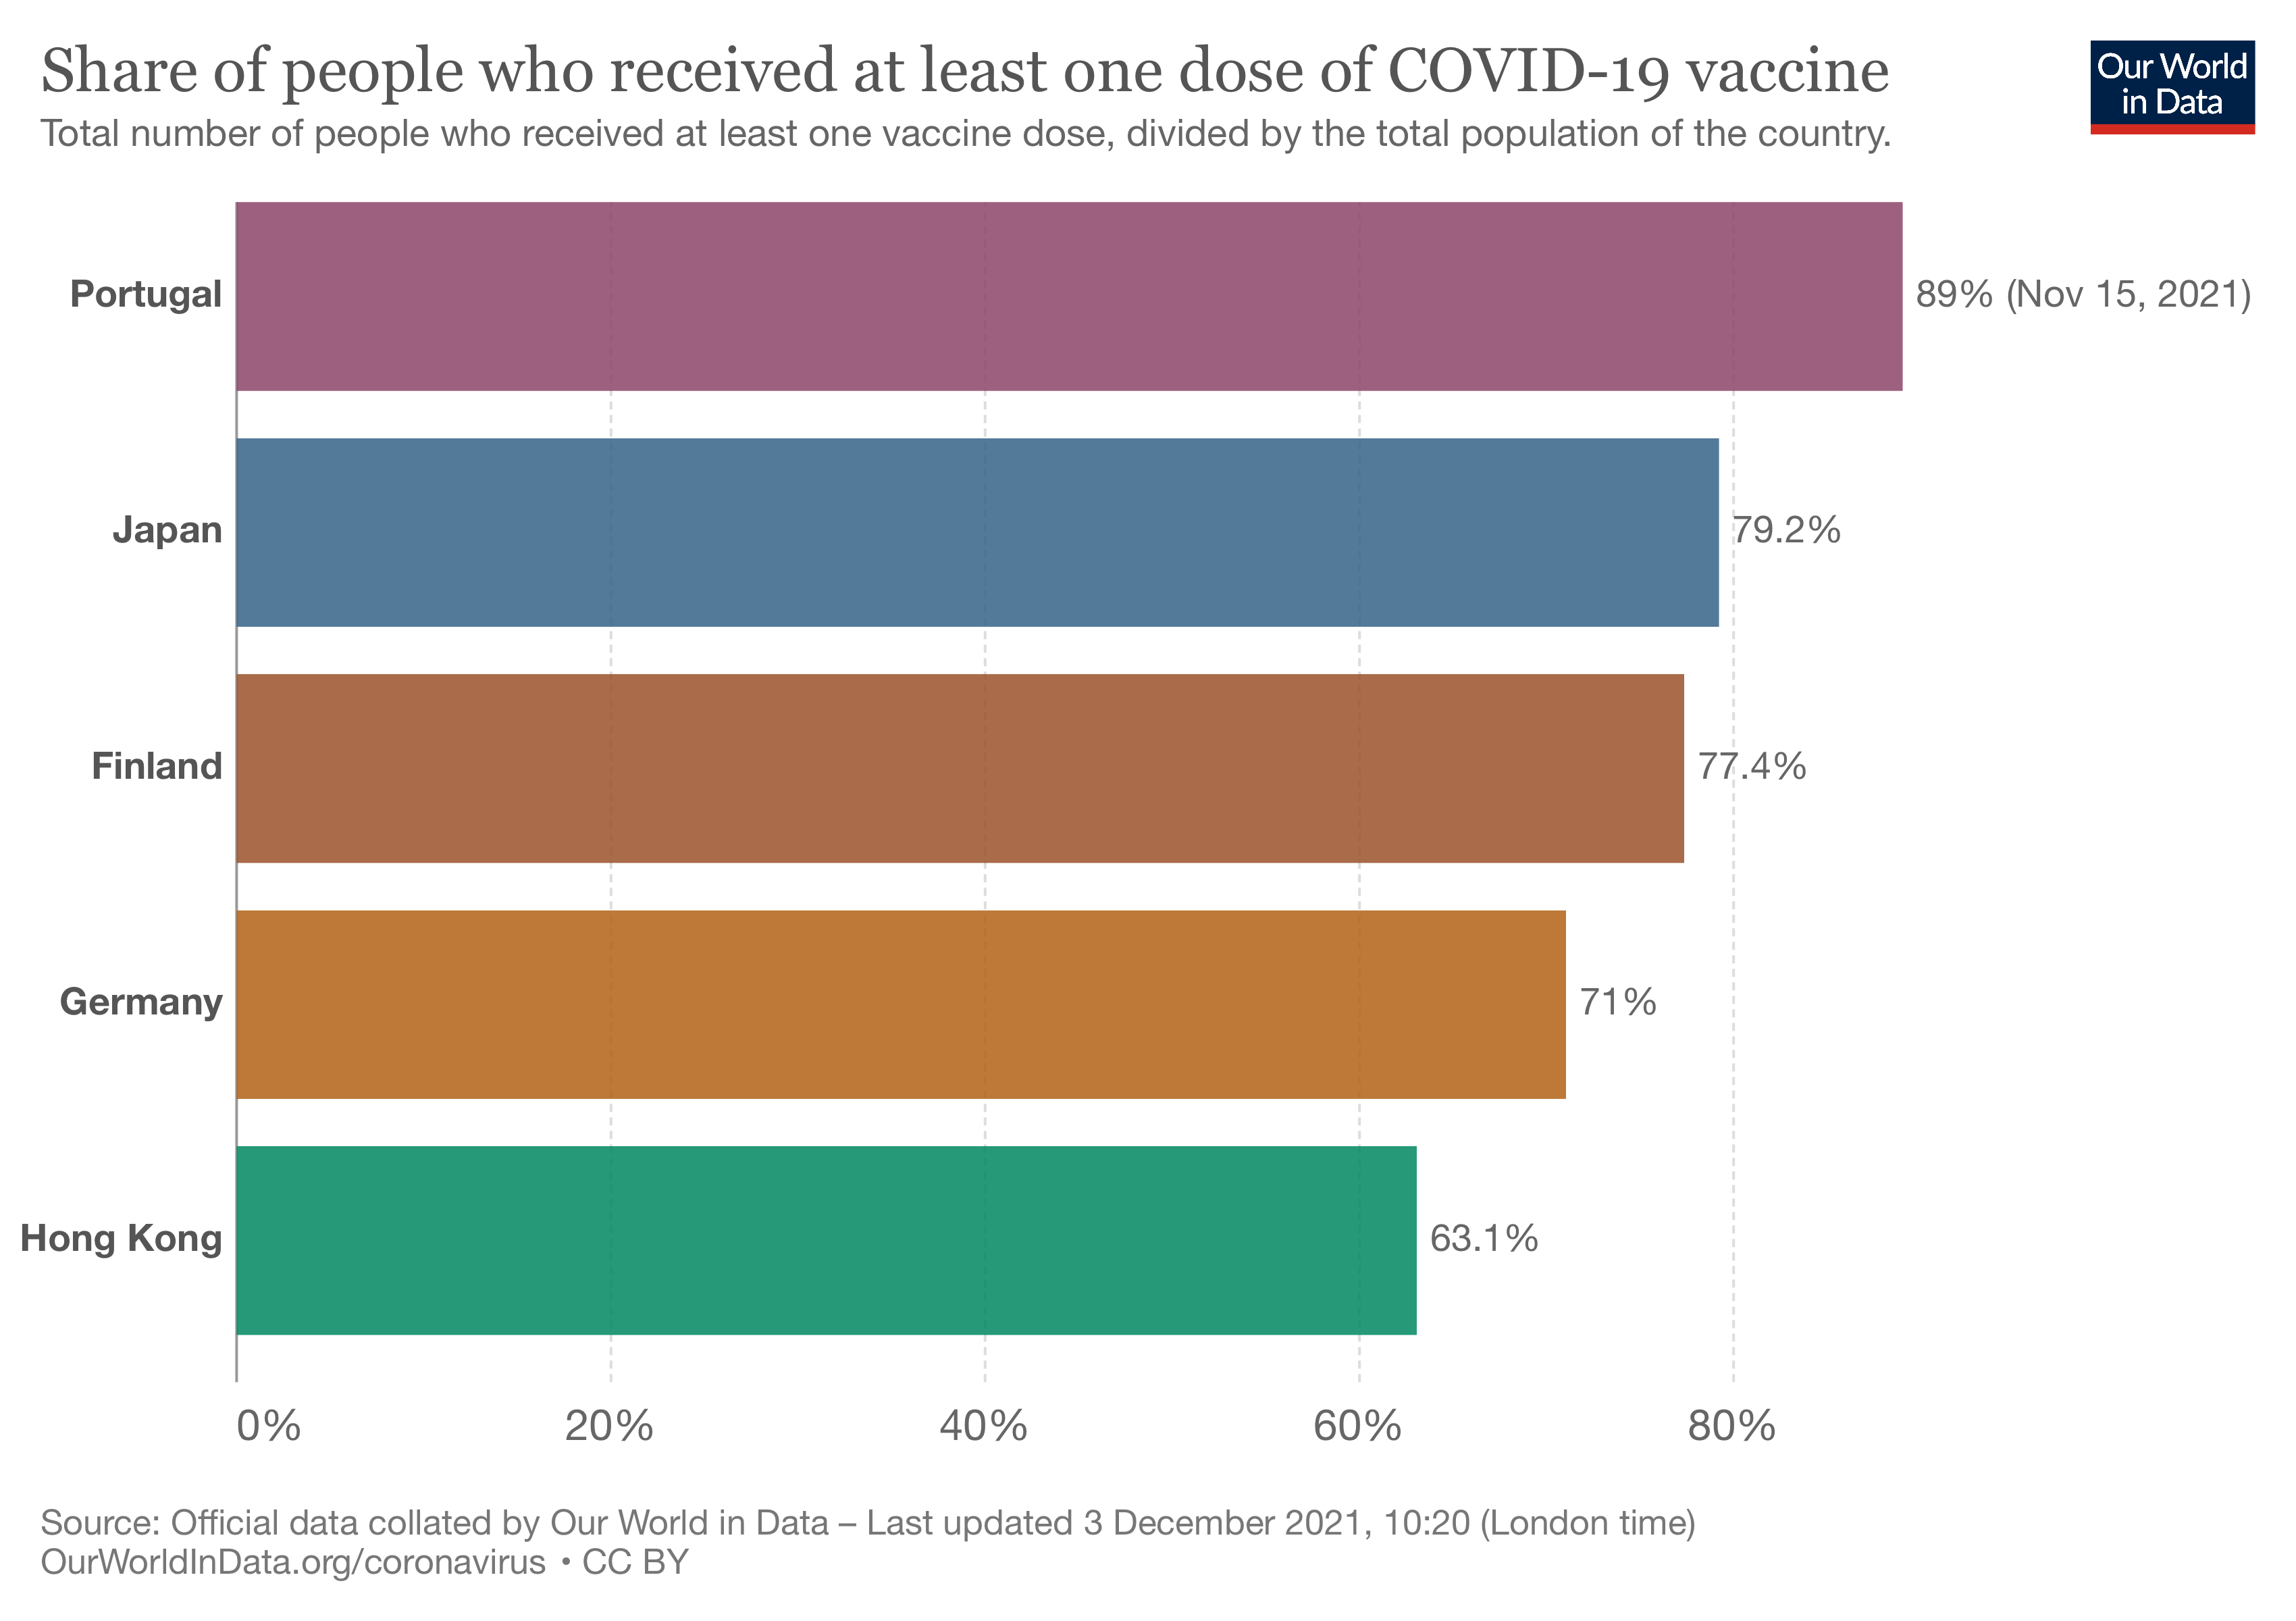 Share of people who received at least one dose of COVID-19 vaccine
Total number of people who received at least one vaccine dose, divided by the total population of the country.
Our World
in Data
Portugal
89% (Nov 15, 2021)
Japan
79.2%
Finland
77.4%
Germany
71%
Hong Kong
63.1%
0%
20%
40%
60%
80%
Source: Official data collated by Our World in Data – Last updated 3 December 2021, 10:20 (London time)
OurWorldInData.org/coronavirus • CC BY